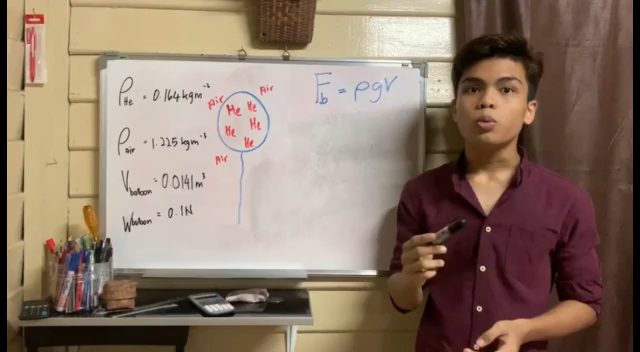 ρHe = 0.164 kgm⁻³
ρair = 1.225 kgm⁻³
Vballoon = 0.0141 m³
Wballoon = 0.1N
Air
Air
He He
He He
He
Air
Fb = ρgV